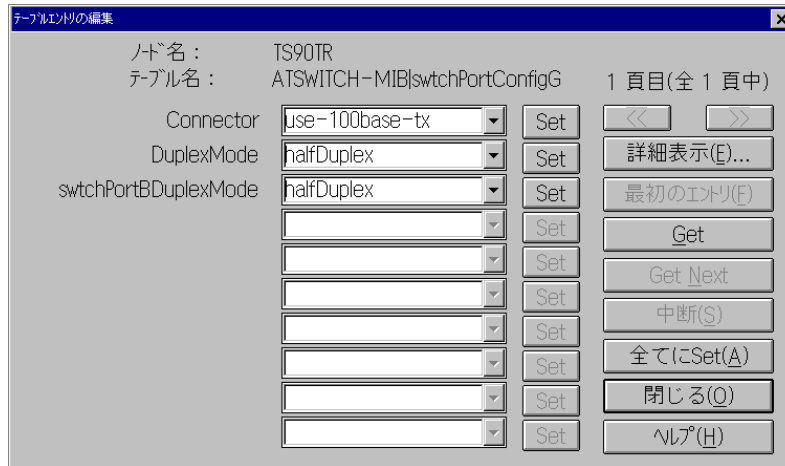 テーブルエントリの編集
ノード名： TS90TR
テーブル名： ATSWITCH-MIB|swtchPortConfigG
1 頁目(全 1 頁中)
<< >>
Connector use-100base-tx Set
詳細表示(E)...
DuplexMode halfDuplex Set
swtchPortBDuplexMode halfDuplex Set
最初のエントリ(F)
Set
Get
Set
Get Next
Set
中断(S)
Set
全てにSet(A)
Set
閉じる(O)
Set
Set
ヘルプ(H)